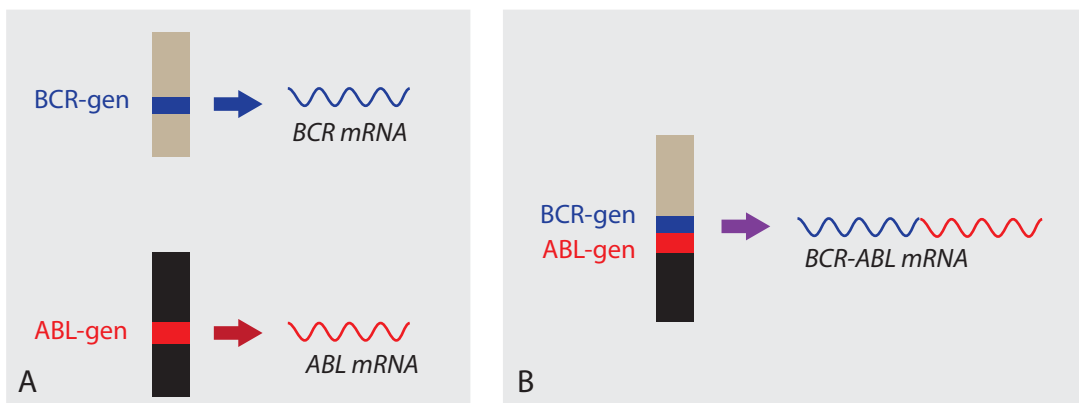 BCR-gen
BCR mRNA
ABL-gen
ABL mRNA
A
BCR-gen
ABL-gen
BCR-ABL mRNA
B